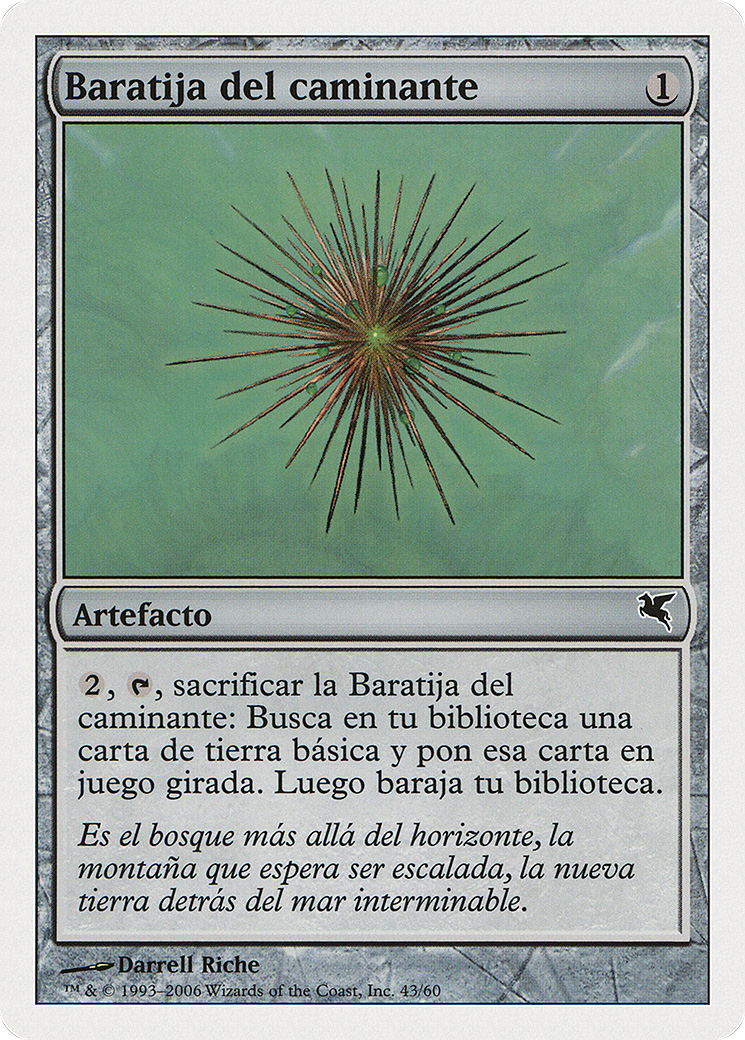 Baratija del caminante 1
Artefacto
2, , sacrificar la Baratija del
caminante: Busca en tu biblioteca una
carta de tierra básica y pon esa carta en
juego girada. Luego baraja tu biblioteca.
Es el bosque más allá del horizonte, la
montaña que espera ser escalada, la nueva
tierra detrás del mar interminable.
Darrell Riche
™ & © 1993–2006 Wizards of the Coast, Inc. 43/60